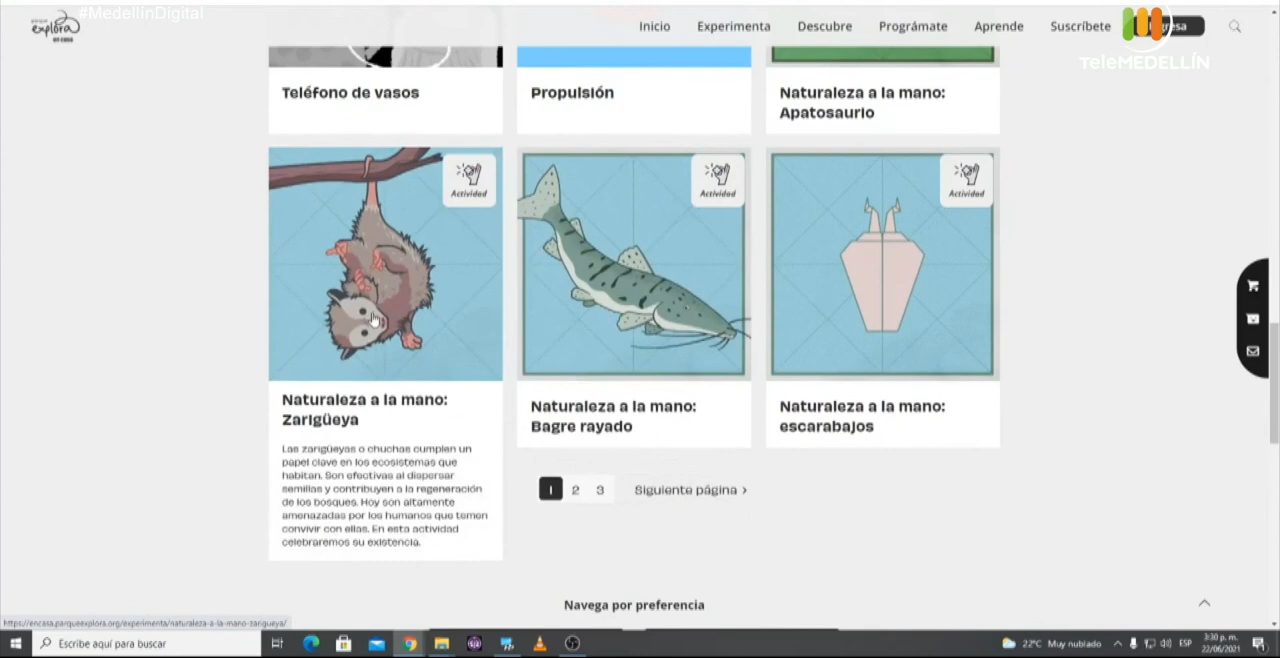 #MedellínDigital
parque
explora
en casa
Inicio
Experimenta
Descubre
Prográmate
Aprende
Suscríbete
TeleMEDELLÍN
Teléfono de vasos
Propulsión
Naturaleza a la mano:
Apatosaurio
Actividad
Actividad
Actividad
Naturaleza a la mano:
Zarigüeya
Las zarigüeyas o chuchas cumplen un
papel clave en los ecosistemas que
habitan. Son efectivas al dispersar
semillas y contribuyen a la regeneración
de los bosques. Hoy son altamente
amenazadas por los humanos que temen
convivir con ellas. En esta actividad
celebraremos su existencia.
Naturaleza a la mano:
Bagre rayado
Naturaleza a la mano:
escarabajos
1 2 3 Siguiente página >
Navega por preferencia
https://encasa.parqueexplora.org/experimenta/naturaleza-a-la-mano-zarigueya/
Escribe aquí para buscar
22°C Muy nublado
ESP
3:30 p. m.
22/06/2021